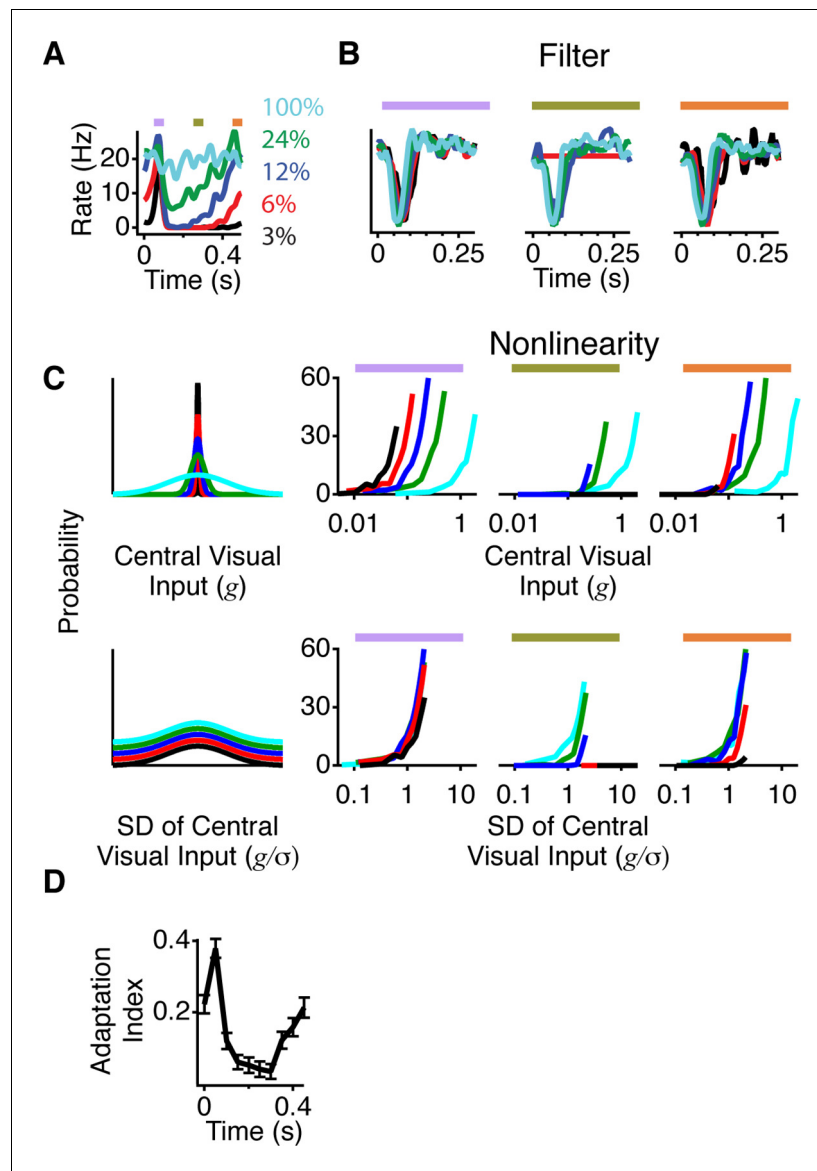 A
B
Filter
100%
24%
12%
6%
3%
Rate (Hz)
20
10
0
0 0.4
Time (s)
0 0.25
0 0.25
0 0.25
Nonlinearity
C
Probability
Central Visual
Input (g)
60
30
0
0.01 1
1
0.01 1
Central Visual
Input (g)
SD of Central
Visual Input (g/σ)
60
30
0
0.1 1 10
0.1 1 10
0.1 1 10
SD of Central
Visual Input (g/σ)
D
Adaptation
Index
0.4
0.2
0 0.4
Time (s)